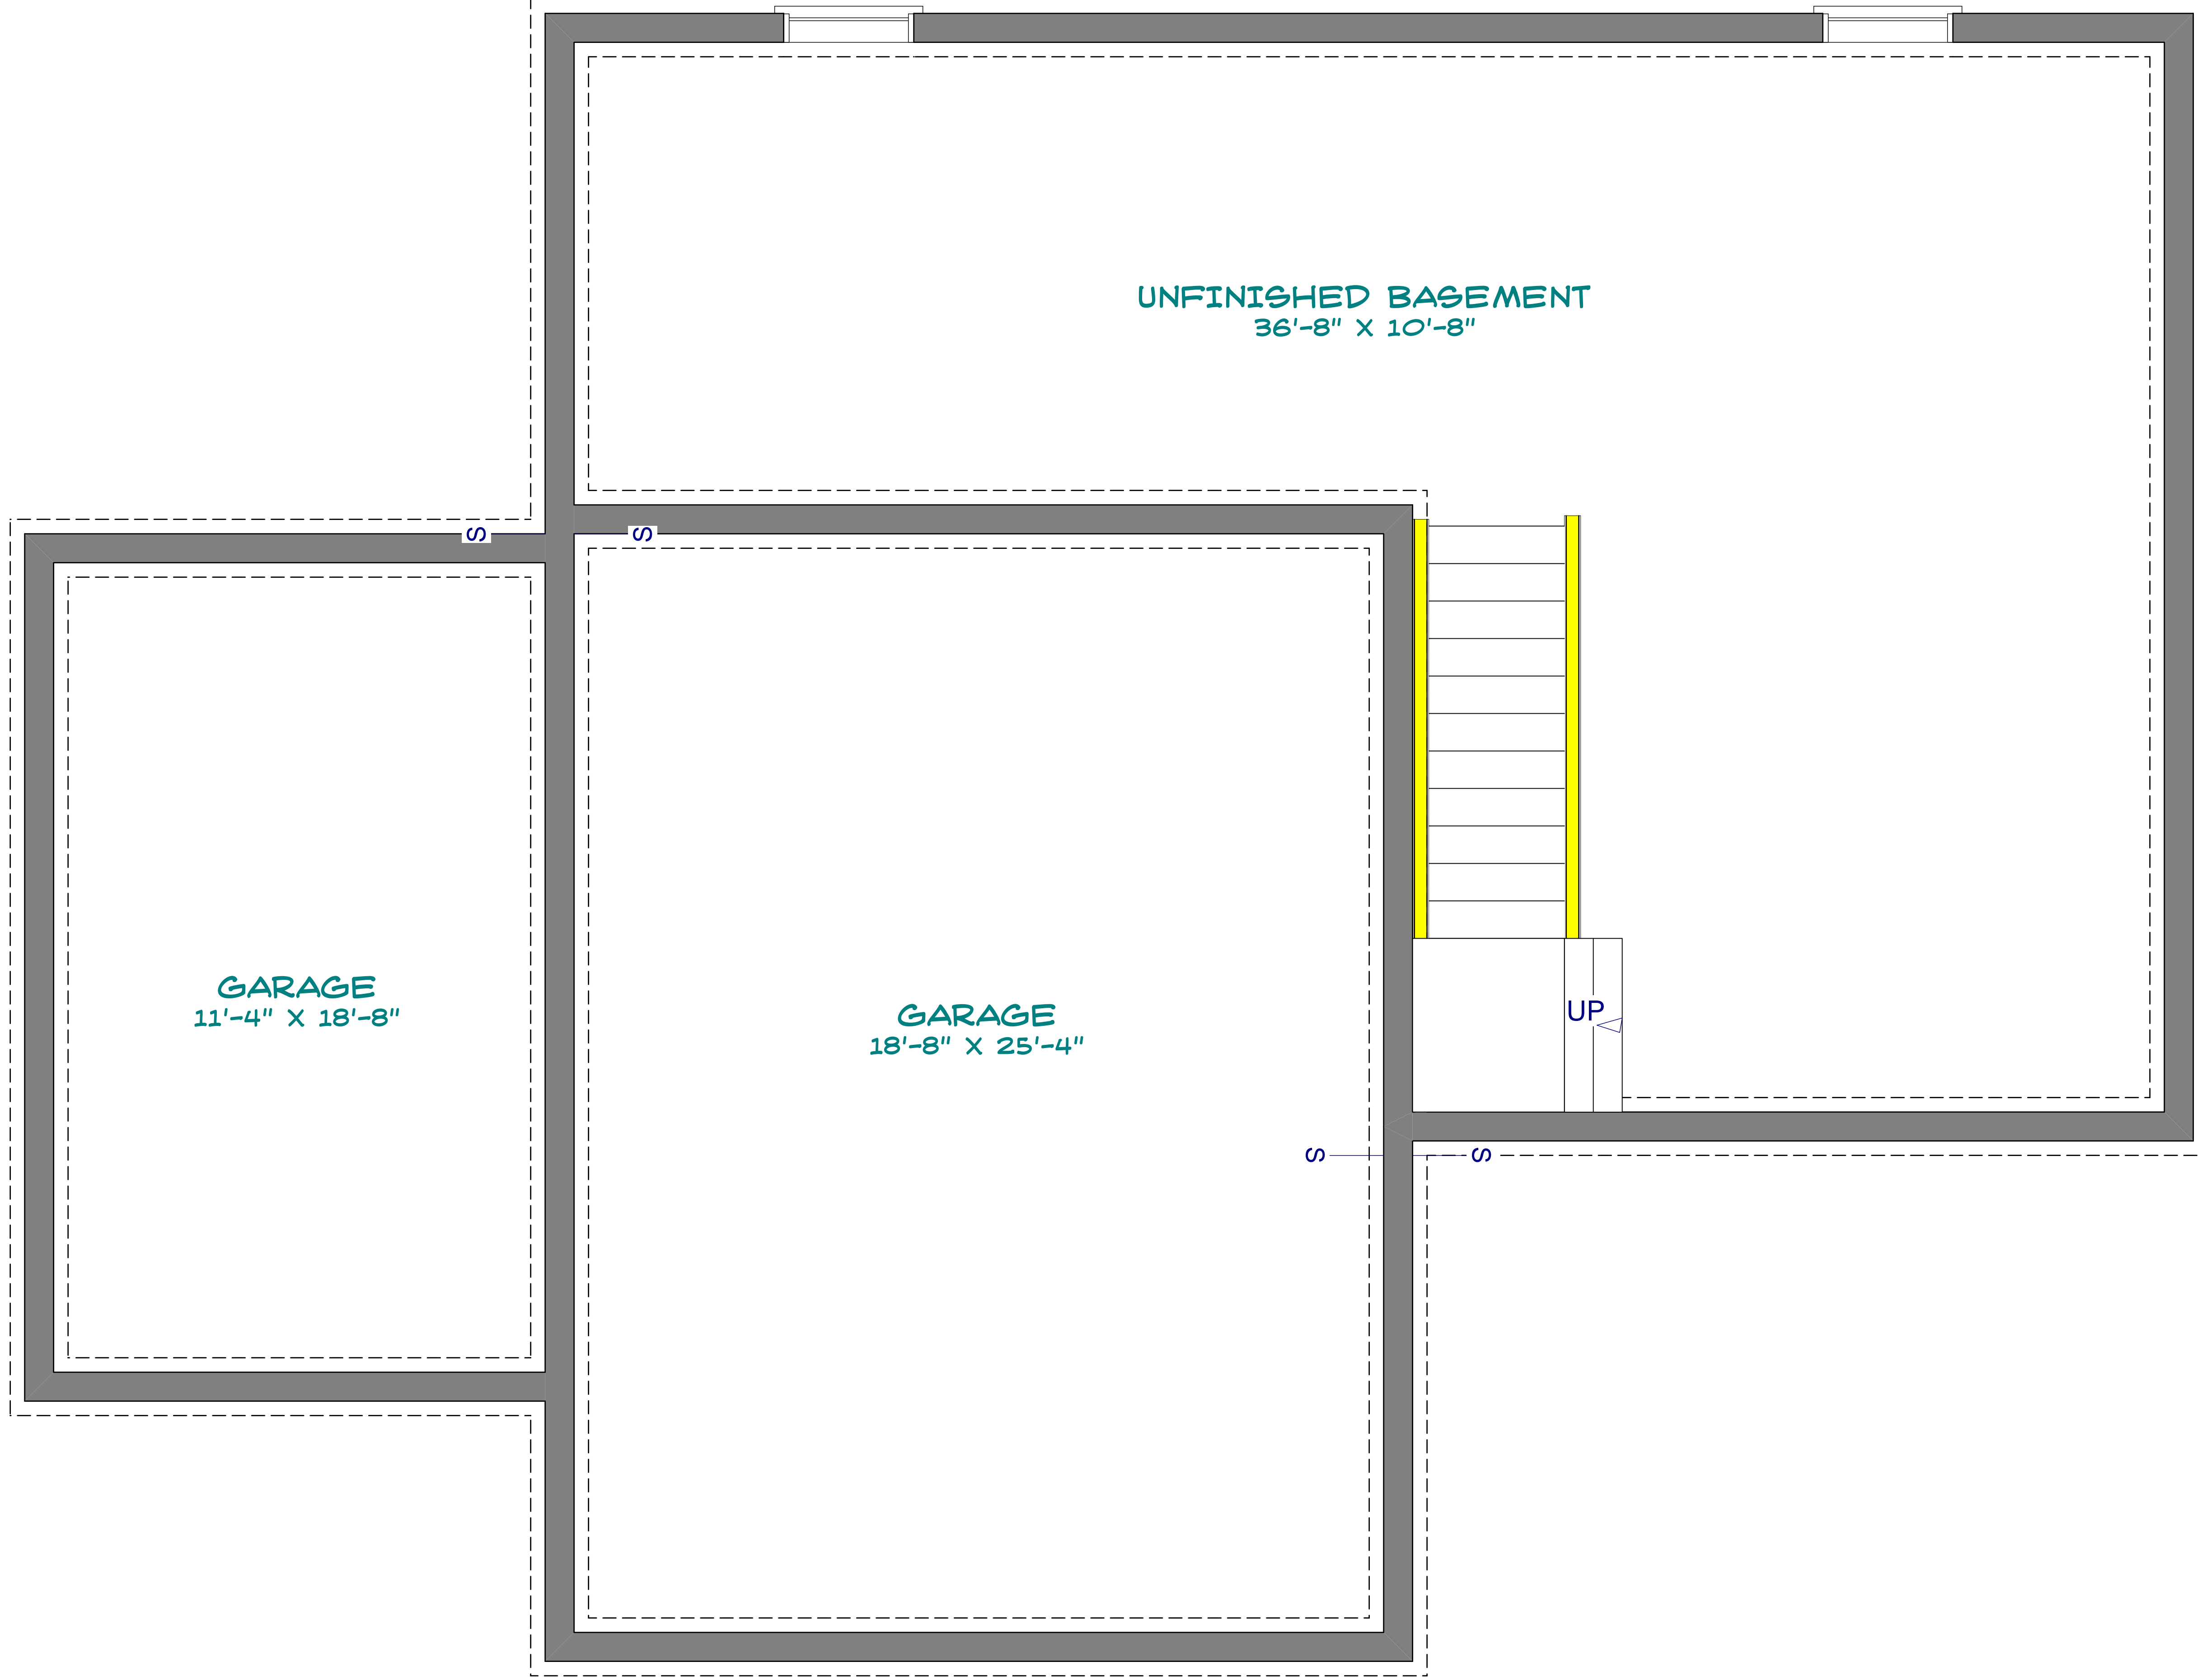 UNFINISHED BASEMENT
36'-8" X 10'-8"
S
S
GARAGE
11'-4" X 18'-8"
GARAGE
18'-8" X 25'-4"
UP
S
S